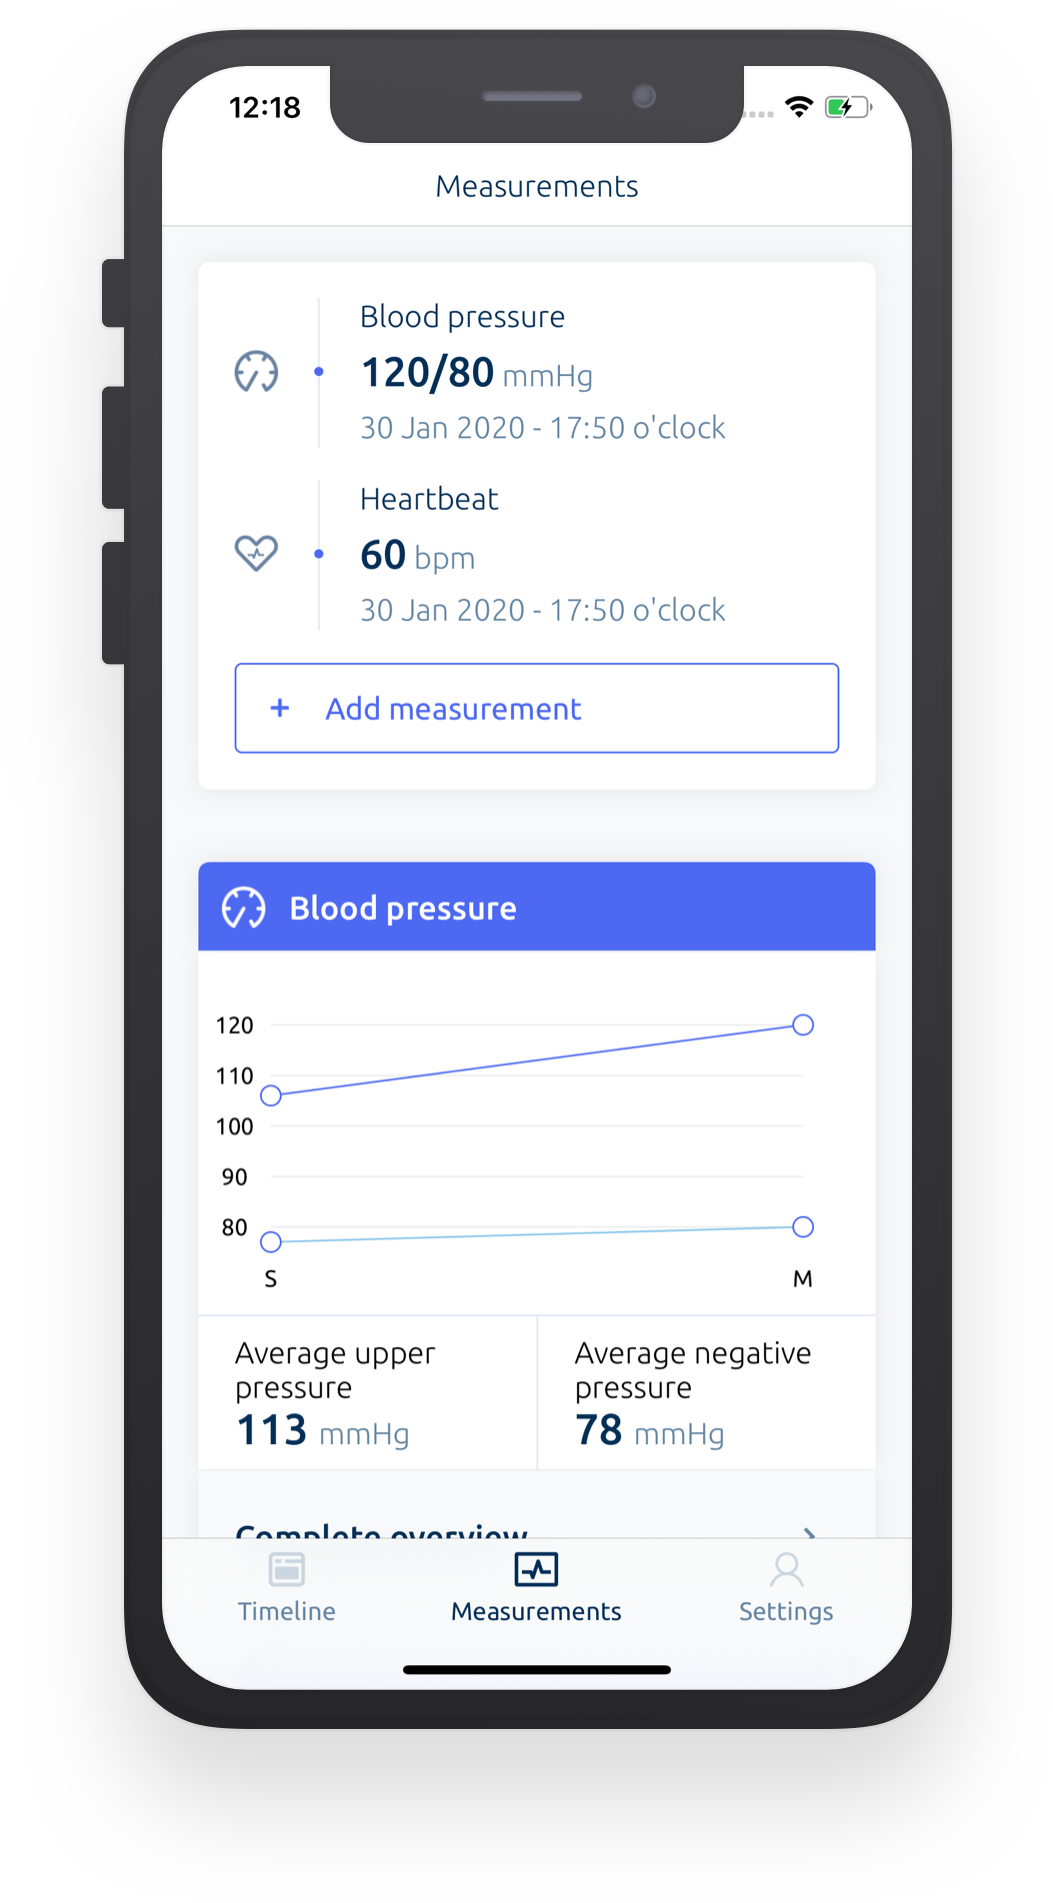 12:18
Measurements
Blood pressure
120/80 mmHg
30 Jan 2020 - 17:50 o'clock
Heartbeat
60 bpm
30 Jan 2020 - 17:50 o'clock
+ Add measurement
Blood pressure
120
110
100
90
80
S M
Average upper
pressure
113 mmHg
Average negative
pressure
78 mmHg
Complete overview
Timeline
Measurements
Settings